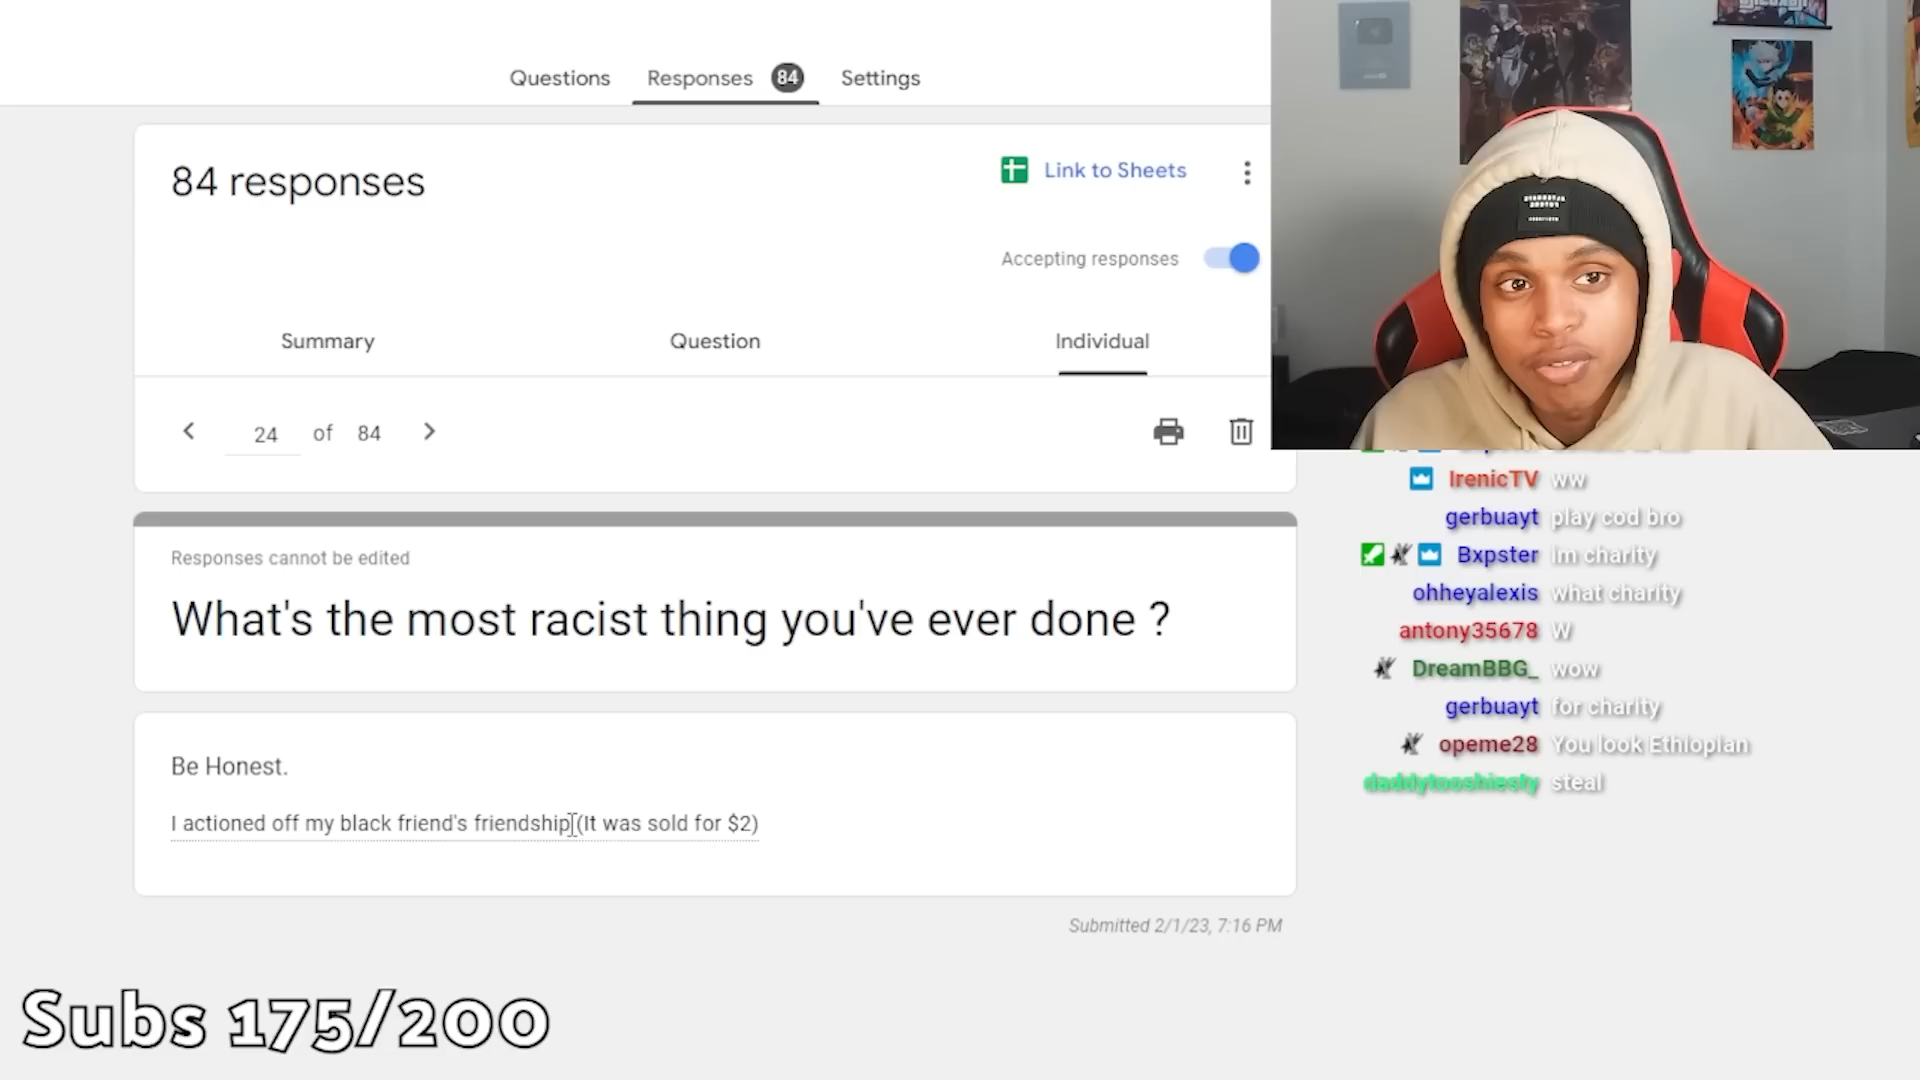 Questions
Responses 84
Settings
84 responses
Link to Sheets
Accepting responses
Summary
Question
Individual
24 of 84
Responses cannot be edited
What's the most racist thing you've ever done ?
Be Honest.
I actioned off my black friend's friendship (It was sold for $2)
Submitted 2/1/23, 7:16 PM
Subs 175/200
IrenicTV ww
gerbuayt play cod bro
Bxpster Im charity
ohheyalexis what charity
antony35678 W
DreamBBG_ wow
gerbuayt for charity
opeme28 You look Ethiopian
daddytooshiesty steal